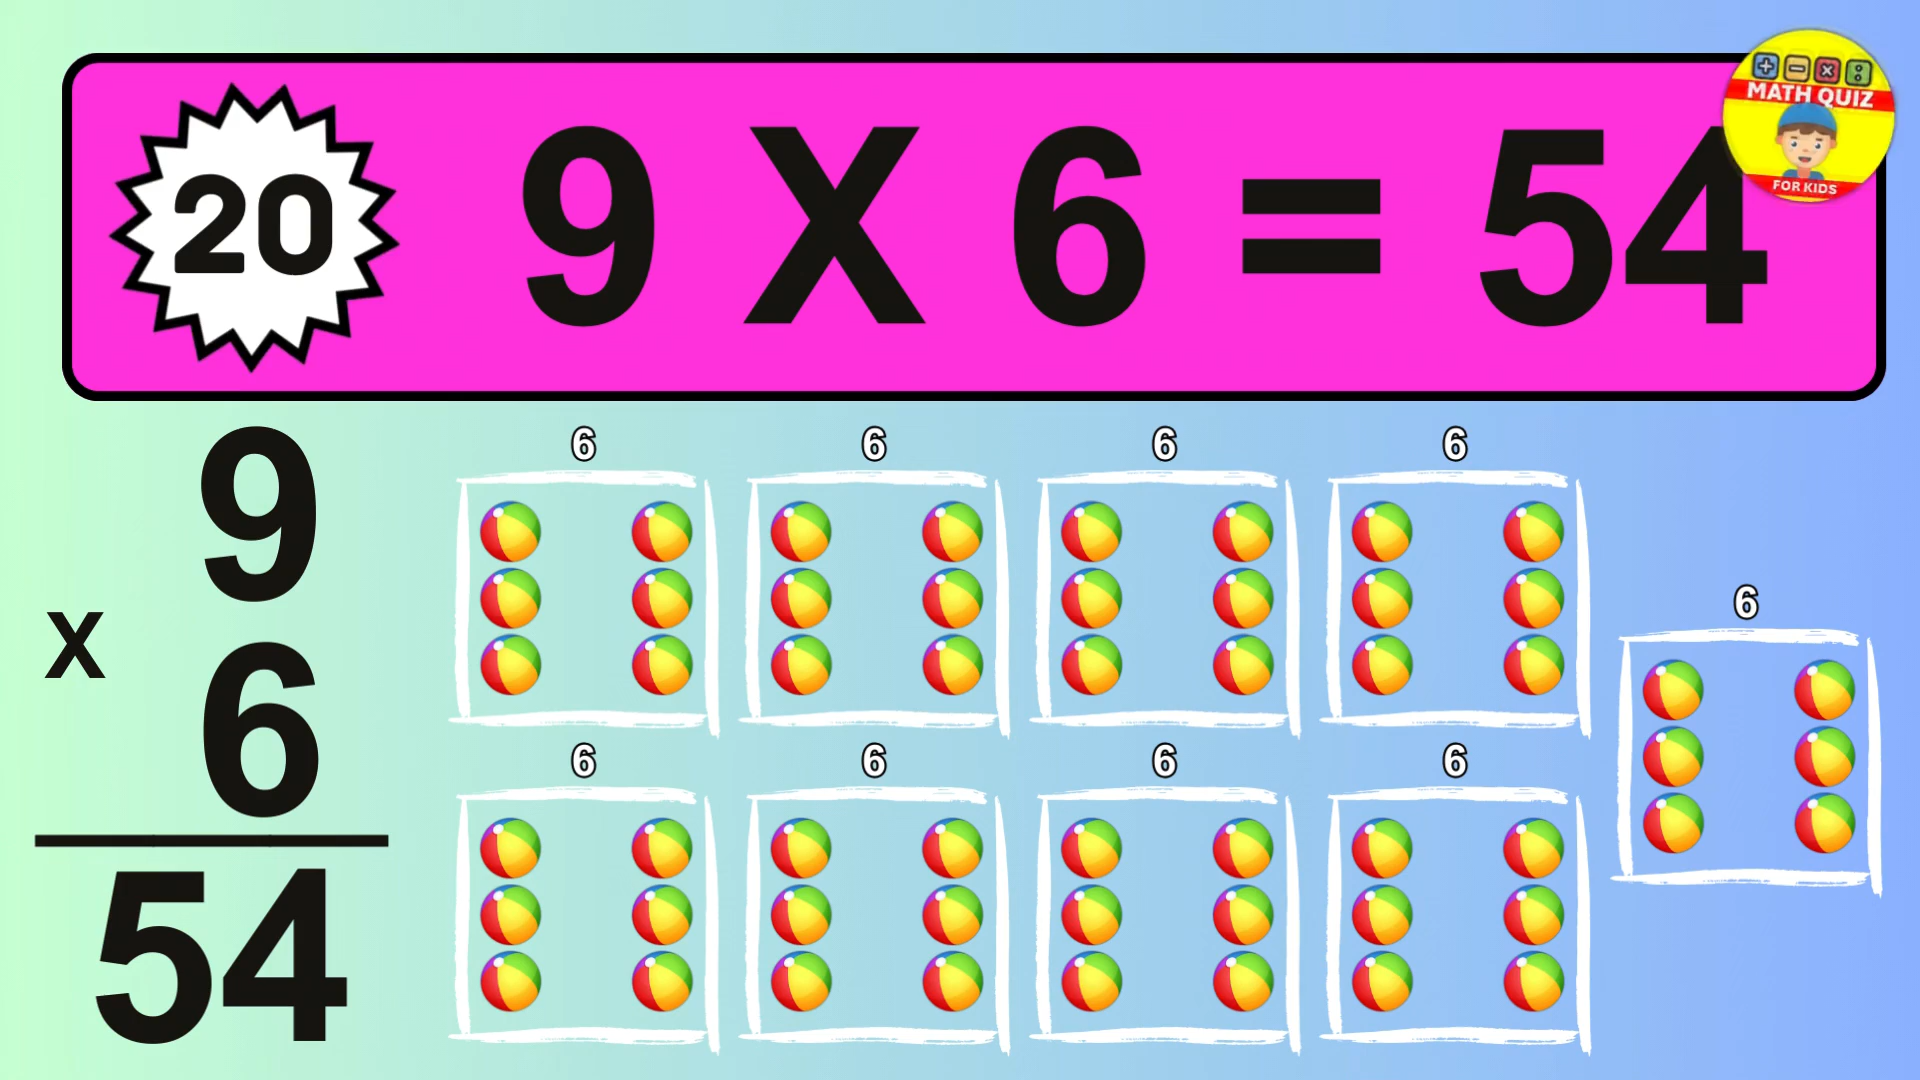 20
9 X 6 = 54
+ − × :
MATH QUIZ
FOR KIDS
9
x
6
54
6 6 6 6
6
6 6 6 6